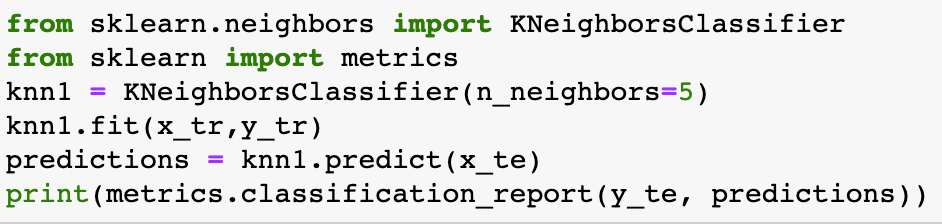 from sklearn.neighbors import KNeighborsClassifier
from sklearn import metrics
knn1 = KNeighborsClassifier(n_neighbors=5)
knn1.fit(x_tr,y_tr)
predictions = knn1.predict(x_te)
print(metrics.classification_report(y_te, predictions))